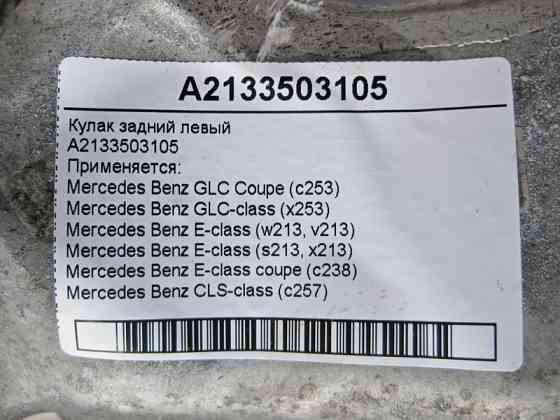 A2133503105
Кулак задний левый
A2133503105
Применяется:
Mercedes Benz GLC Coupe (c253)
Mercedes Benz GLC-class (x253)
Mercedes Benz E-class (w213, v213)
Mercedes Benz E-class (s213, x213)
Mercedes Benz E-class coupe (c238)
Mercedes Benz CLS-class (c257)